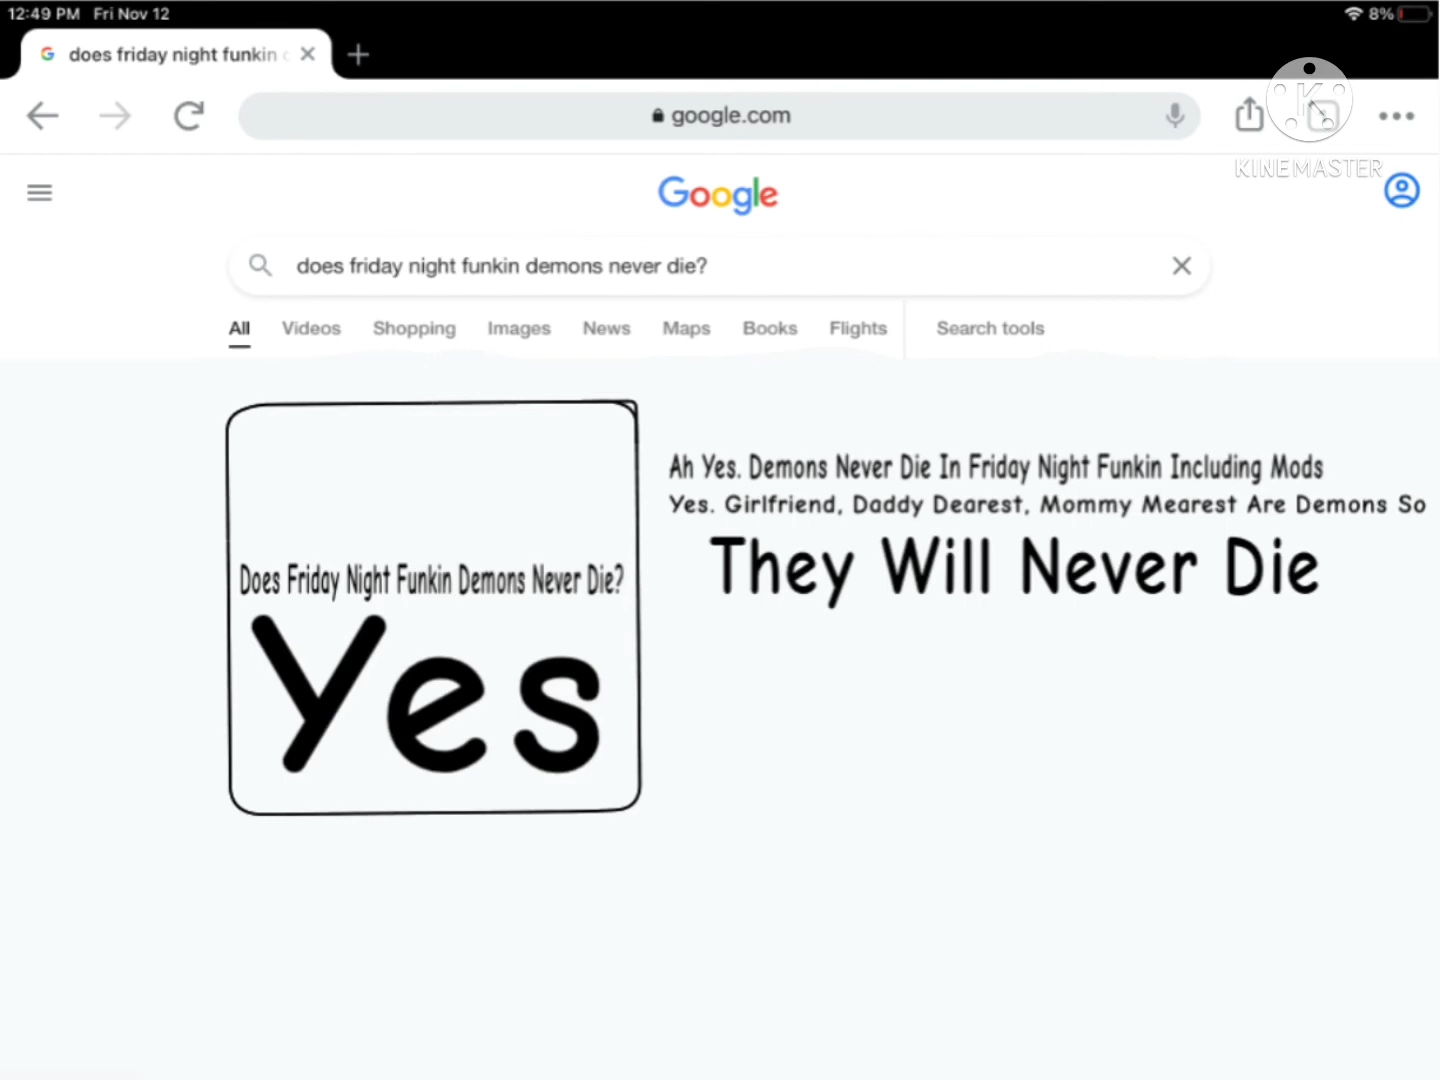 12:49 PM Fri Nov 12
8%
does friday night funkin
google.com
KINEMASTER
Google
does friday night funkin demons never die?
All Videos Shopping Images News Maps Books Flights Search tools
Does Friday Night Funkin Demons Never Die?
Yes
Ah Yes. Demons Never Die In Friday Night Funkin Including Mods
Yes. Girlfriend, Daddy Dearest, Mommy Mearest Are Demons So
They Will Never Die